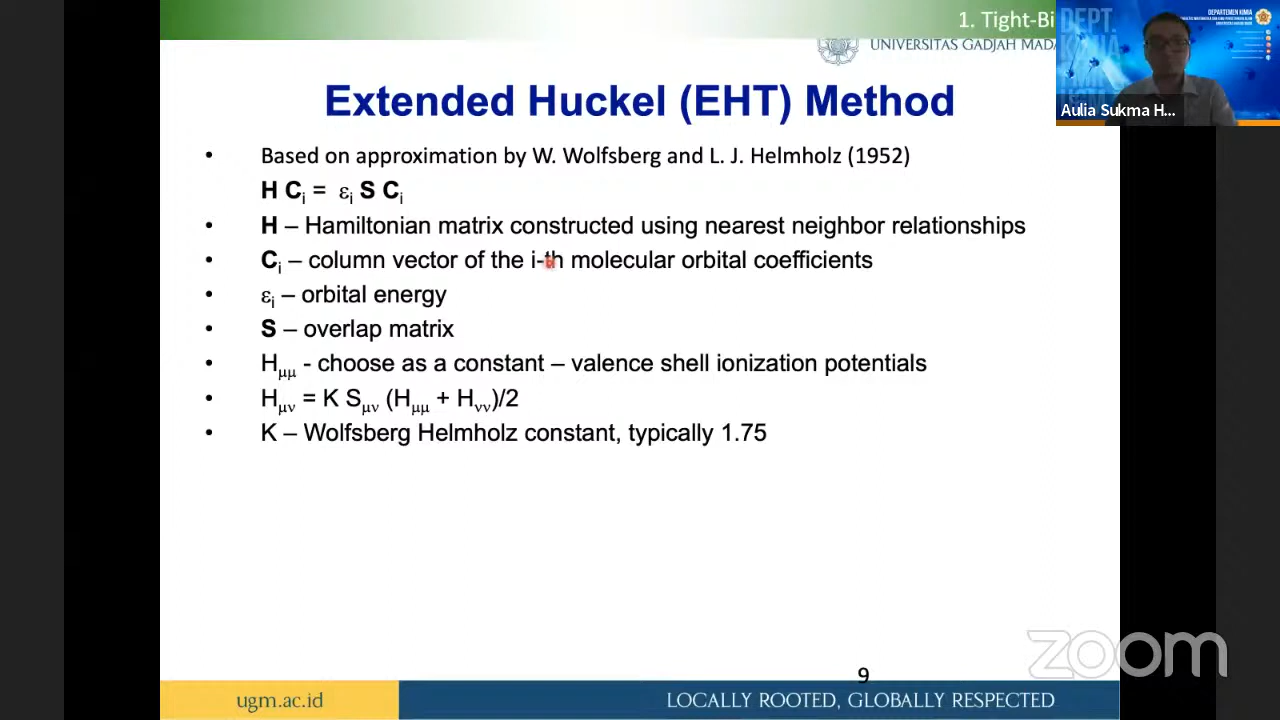 1. Tight-Bi
UNIVERSITAS GADJAH MADA
DEPARTEMEN KIMIA
DEPT.
Aulia Sukma H...
Extended Huckel (EHT) Method
• Based on approximation by W. Wolfsberg and L. J. Helmholz (1952)
H Cᵢ = εᵢ S Cᵢ
• H – Hamiltonian matrix constructed using nearest neighbor relationships
• Cᵢ – column vector of the i-th molecular orbital coefficients
• εᵢ – orbital energy
• S – overlap matrix
• Hμμ - choose as a constant – valence shell ionization potentials
• Hμν = K Sμν (Hμμ + Hνν)/2
• K – Wolfsberg Helmholz constant, typically 1.75
zoom
9
ugm.ac.id
LOCALLY ROOTED, GLOBALLY RESPECTED